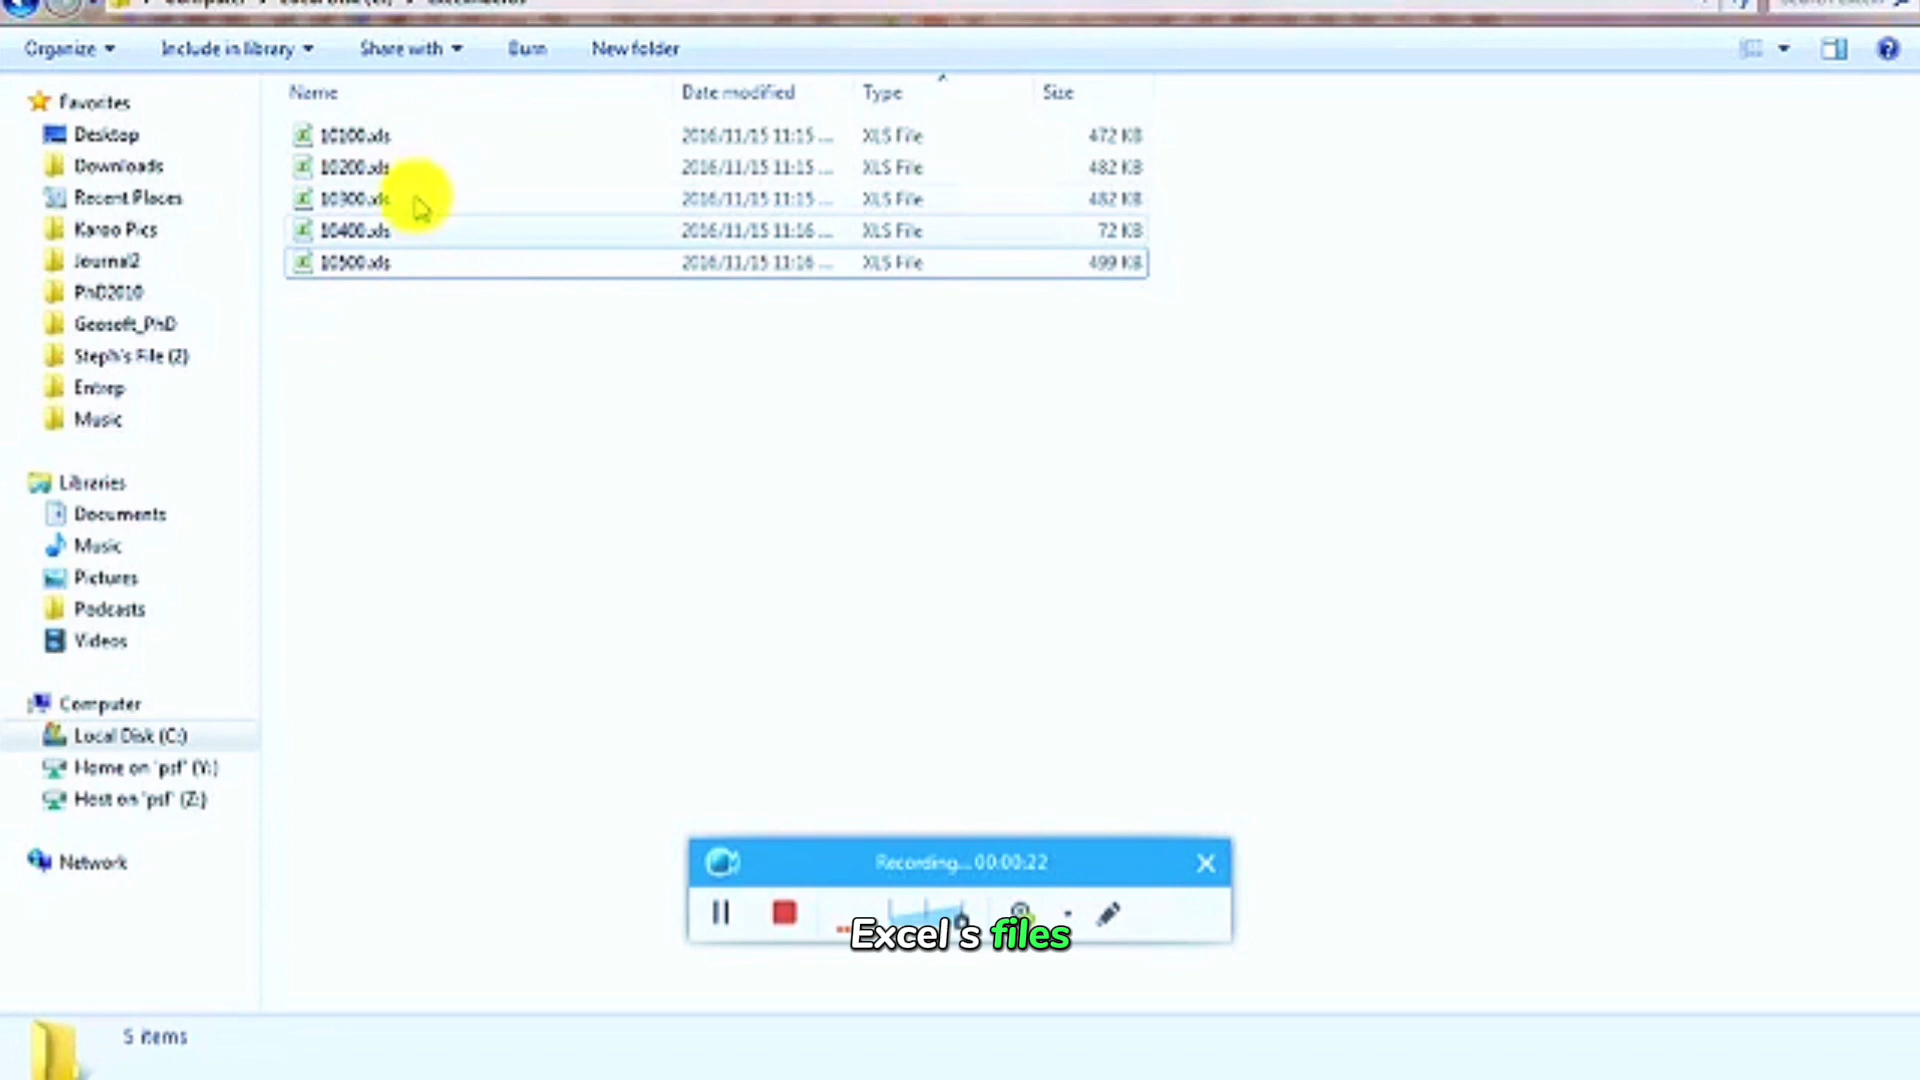 Organize Include in library Share with Burn New folder
Name Date modified Type Size
10100.xls 2016/11/15 11:15 ... XLS File 472 KB
10200.xls 2016/11/15 11:15 ... XLS File 482 KB
10300.xls 2016/11/15 11:15 ... XLS File 482 KB
10400.xls 2016/11/15 11:16 ... XLS File 72 KB
10500.xls 2016/11/15 11:16 ... XLS File 499 KB
Favorites
Desktop
Downloads
Recent Places
Karoo Pics
Journal2
PhD2010
Geosoft_PhD
Steph's File (2)
Entrep
Music
Libraries
Documents
Music
Pictures
Podcasts
Videos
Computer
Local Disk (C:)
Home on 'psf' (Y:)
Host on 'psf' (Z:)
Network
Recording... 00:00:22
Excel s files
5 items